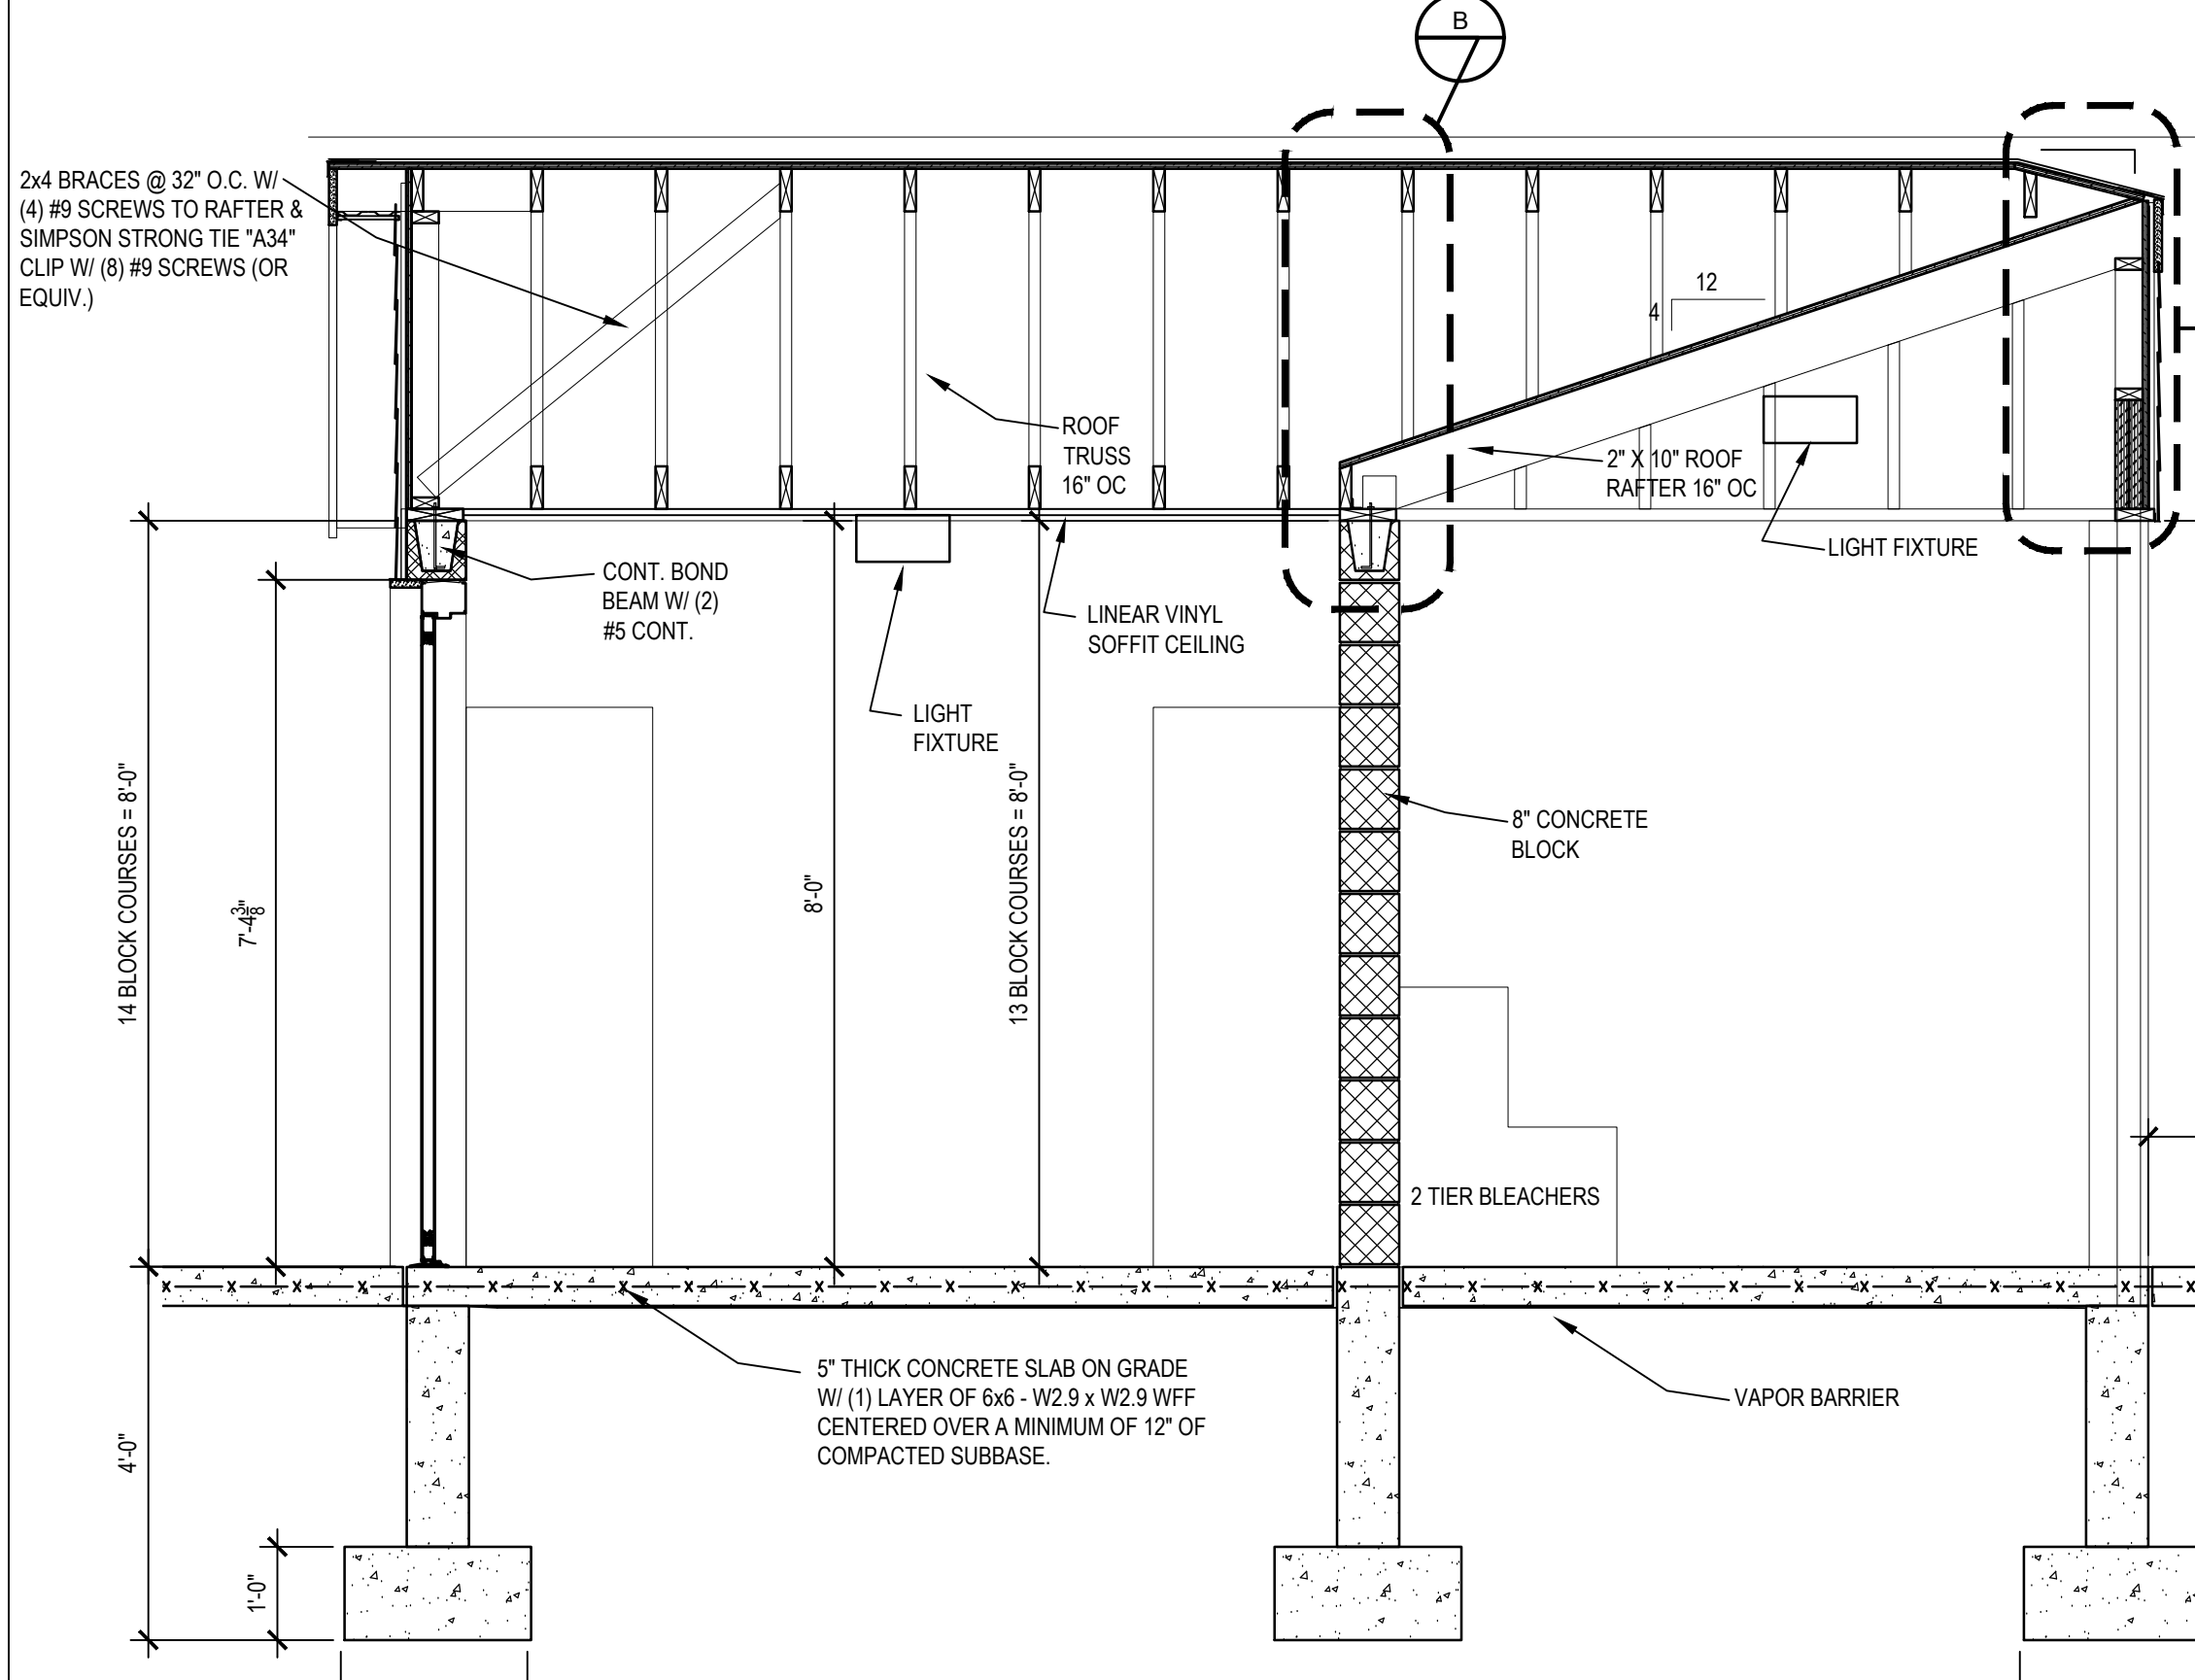 B
2x4 BRACES @ 32" O.C. W/
(4) #9 SCREWS TO RAFTER &
SIMPSON STRONG TIE "A34"
CLIP W/ (8) #9 SCREWS (OR
EQUIV.)
12
4
ROOF
TRUSS
16" OC
2" X 10" ROOF
RAFTER 16" OC
LIGHT FIXTURE
CONT. BOND
BEAM W/ (2)
#5 CONT.
LINEAR VINYL
SOFFIT CEILING
LIGHT
FIXTURE
14 BLOCK COURSES = 8'-0"
7'-4 3/8"
8'-0"
13 BLOCK COURSES = 8'-0"
8" CONCRETE
BLOCK
2 TIER BLEACHERS
5" THICK CONCRETE SLAB ON GRADE
W/ (1) LAYER OF 6x6 - W2.9 x W2.9 WFF
CENTERED OVER A MINIMUM OF 12" OF
COMPACTED SUBBASE.
VAPOR BARRIER
4'-0"
1'-0"